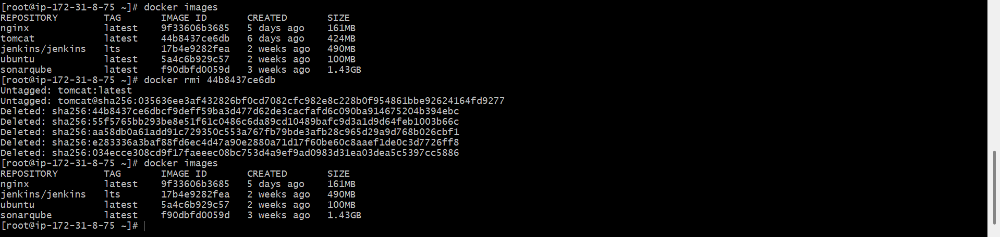 [root@ip-172-31-8-75 ~]# docker images
REPOSITORY        TAG       IMAGE ID       CREATED       SIZE
nginx             latest    9f33606b3685   5 days ago    161MB
tomcat            latest    44b8437ce6db   6 days ago    424MB
jenkins/jenkins   lts       17b4e9282fea   2 weeks ago   490MB
ubuntu            latest    5a4c6b929c57   2 weeks ago   100MB
sonarqube         latest    f90dbfd0059d   3 weeks ago   1.43GB
[root@ip-172-31-8-75 ~]# docker rmi 44b8437ce6db
Untagged: tomcat:latest
Untagged: tomcat@sha256:035636ee3af432826bf0cd7082cfc982e8c228b0f954861bbe92624164fd9277
Deleted: sha256:44b8437ce6dbcf9deff59ba3d477d62de3cacfafd6c090ba914675204b394ebc
Deleted: sha256:55f5765bb293be8e51f61c0486c6da89cd10489bafc9d3a1d9d64feb1003b66c
Deleted: sha256:aa58db0a61add91c729350c553a767fb79bde3afb28c965d29a9d768b026cbf1
Deleted: sha256:e283336a3baf88fd6ec4d47a90e2880a71d17f60be60c8aaef1de0c3d7726ff8
Deleted: sha256:034ecce308cd9f17faeeec08bc753d4a9ef9ad0983d31ea03dea5c5397cc5886
[root@ip-172-31-8-75 ~]# docker images
REPOSITORY        TAG       IMAGE ID       CREATED       SIZE
nginx             latest    9f33606b3685   5 days ago    161MB
jenkins/jenkins   lts       17b4e9282fea   2 weeks ago   490MB
ubuntu            latest    5a4c6b929c57   2 weeks ago   100MB
sonarqube         latest    f90dbfd0059d   3 weeks ago   1.43GB
[root@ip-172-31-8-75 ~]#